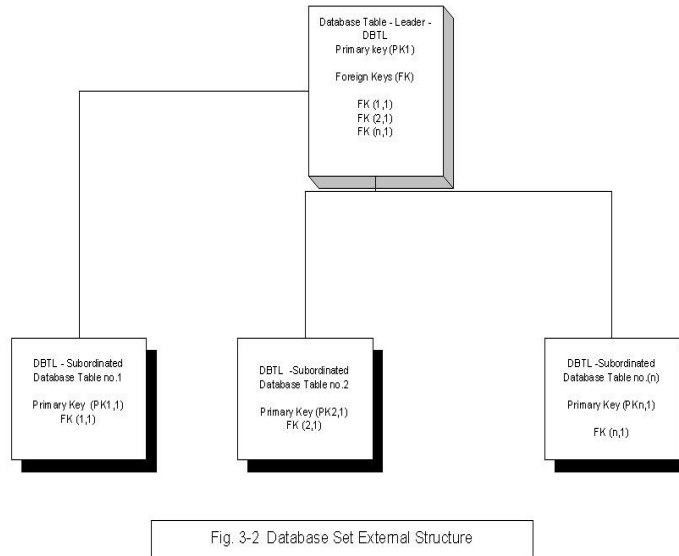 Database Table - Leader -
DBTL
Primary key (PK1)
Foreign Keys (FK)
FK (1,1)
FK (2,1)
FK (n,1)
DBTL - Subordinated
Database Table no.1
Primary Key (PK1,1)
FK (1,1)
DBTL -Subordinated
Database Table no.2
Primary Key (PK2,1)
FK (2,1)
DBTL -Subordinated
Database Table no.(n)
Primary Key (PKn,1)
FK (n,1)
Fig. 3-2 Database Set External Structure